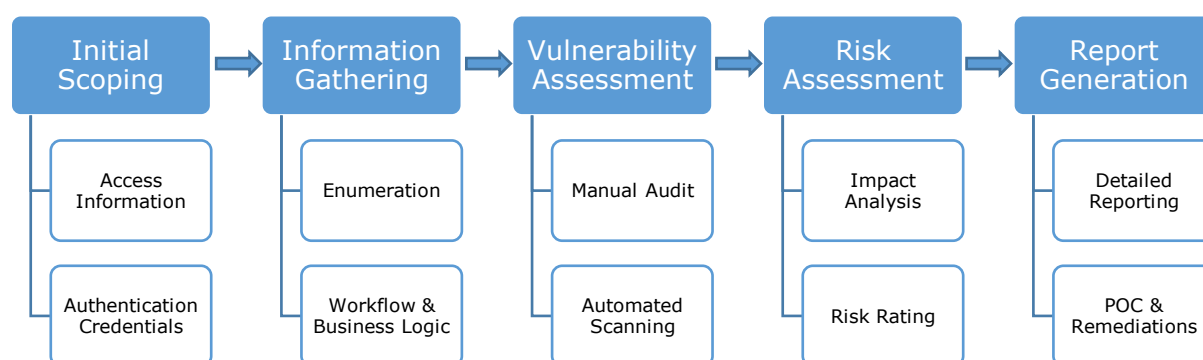 Initial
Scoping
Information
Gathering
Vulnerability
Assessment
Risk
Assessment
Report
Generation
Access
Information
Enumeration
Manual Audit
Impact
Analysis
Detailed
Reporting
Authentication
Credentials
Workflow &
Business Logic
Automated
Scanning
Risk Rating
POC &
Remediations